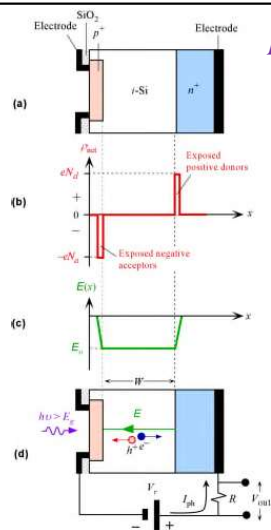 SiO2
Electrode
Electrode
p+
i-Si
n+
(a)
ρnet
eNd
Exposed
positive donors
+
(b)
0
x
−
Exposed negative
acceptors
−eNa
E(x)
x
(c)
Eo
W
hυ > Eg
E
(d)
h+ e−
Vr
Iph
R
Vout
− +